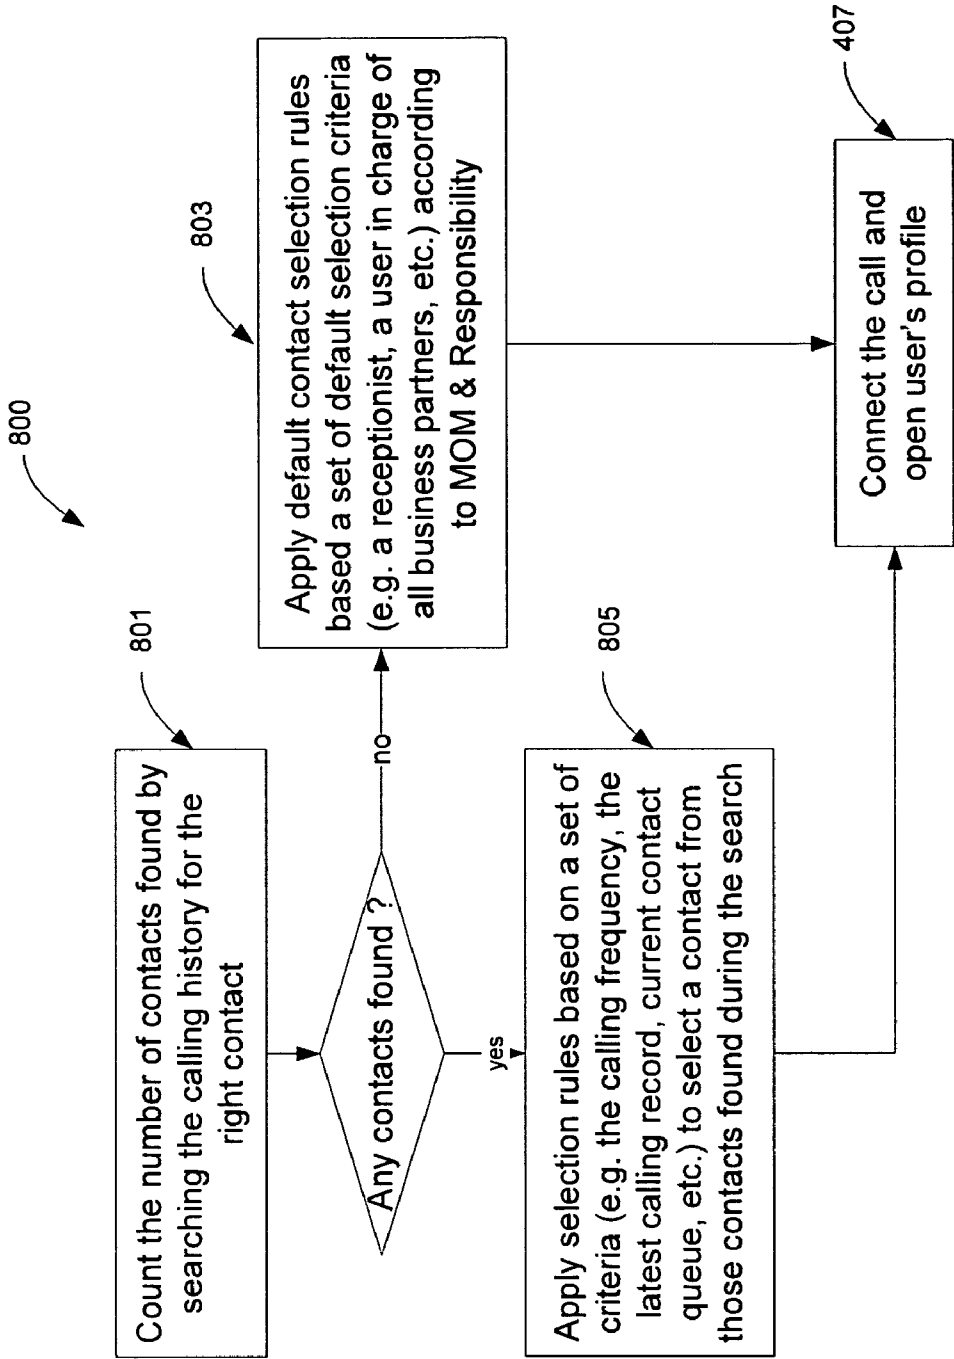 800
801
Count the number of contacts found by
searching the calling history for the
right contact
Any contacts found ?
no
803
Apply default contact selection rules
based a set of default selection criteria
(e.g. a receptionist, a user in charge of
all business partners, etc.) according
to MOM & Responsibility
yes
805
Apply selection rules based on a set of
criteria (e.g. the calling frequency, the
latest calling record, current contact
queue, etc.) to select a contact from
those contacts found during the search
407
Connect the call and
open user's profile